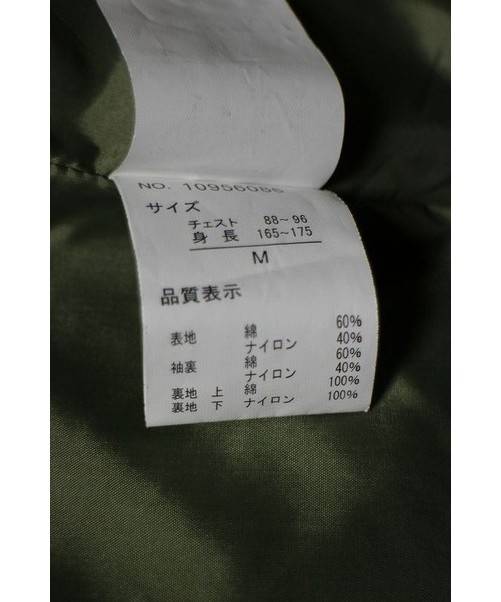 NO. 10956086
サイズ
チェスト 88~96
身長 165~175
M
品質表示
表地 綿 60%
ナイロン 40%
袖裏 綿 60%
ナイロン 40%
裏地 上 綿 100%
裏地 下 ナイロン 100%